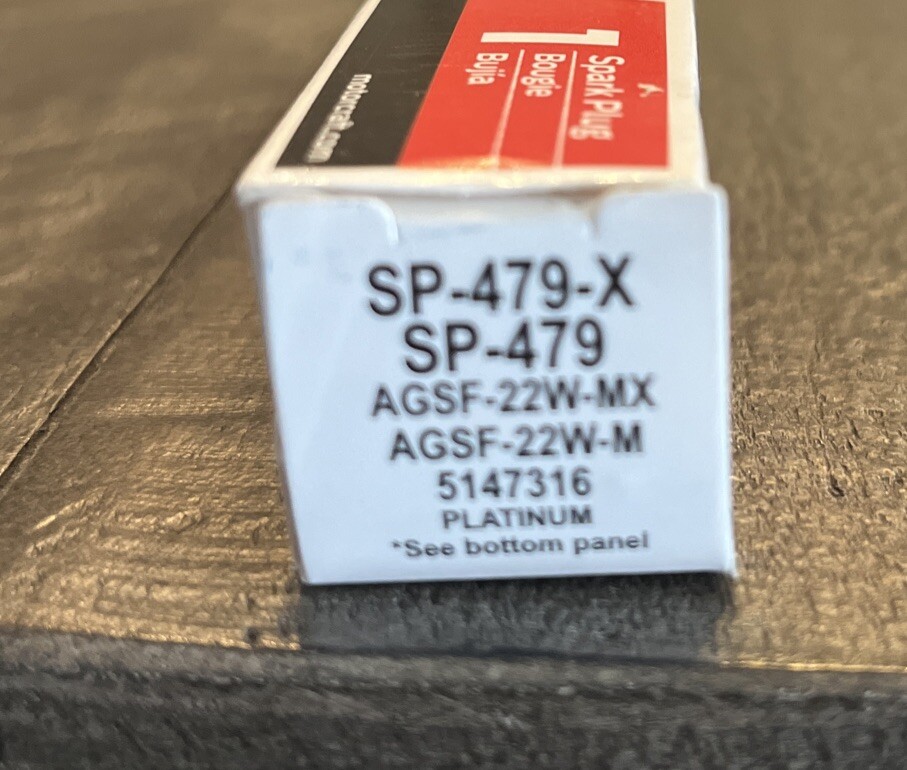 1
Spark Plug
Bougie
Bujía
motorcraft.com
SP-479-X
SP-479
AGSF-22W-MX
AGSF-22W-M
5147316
PLATINUM
*See bottom panel